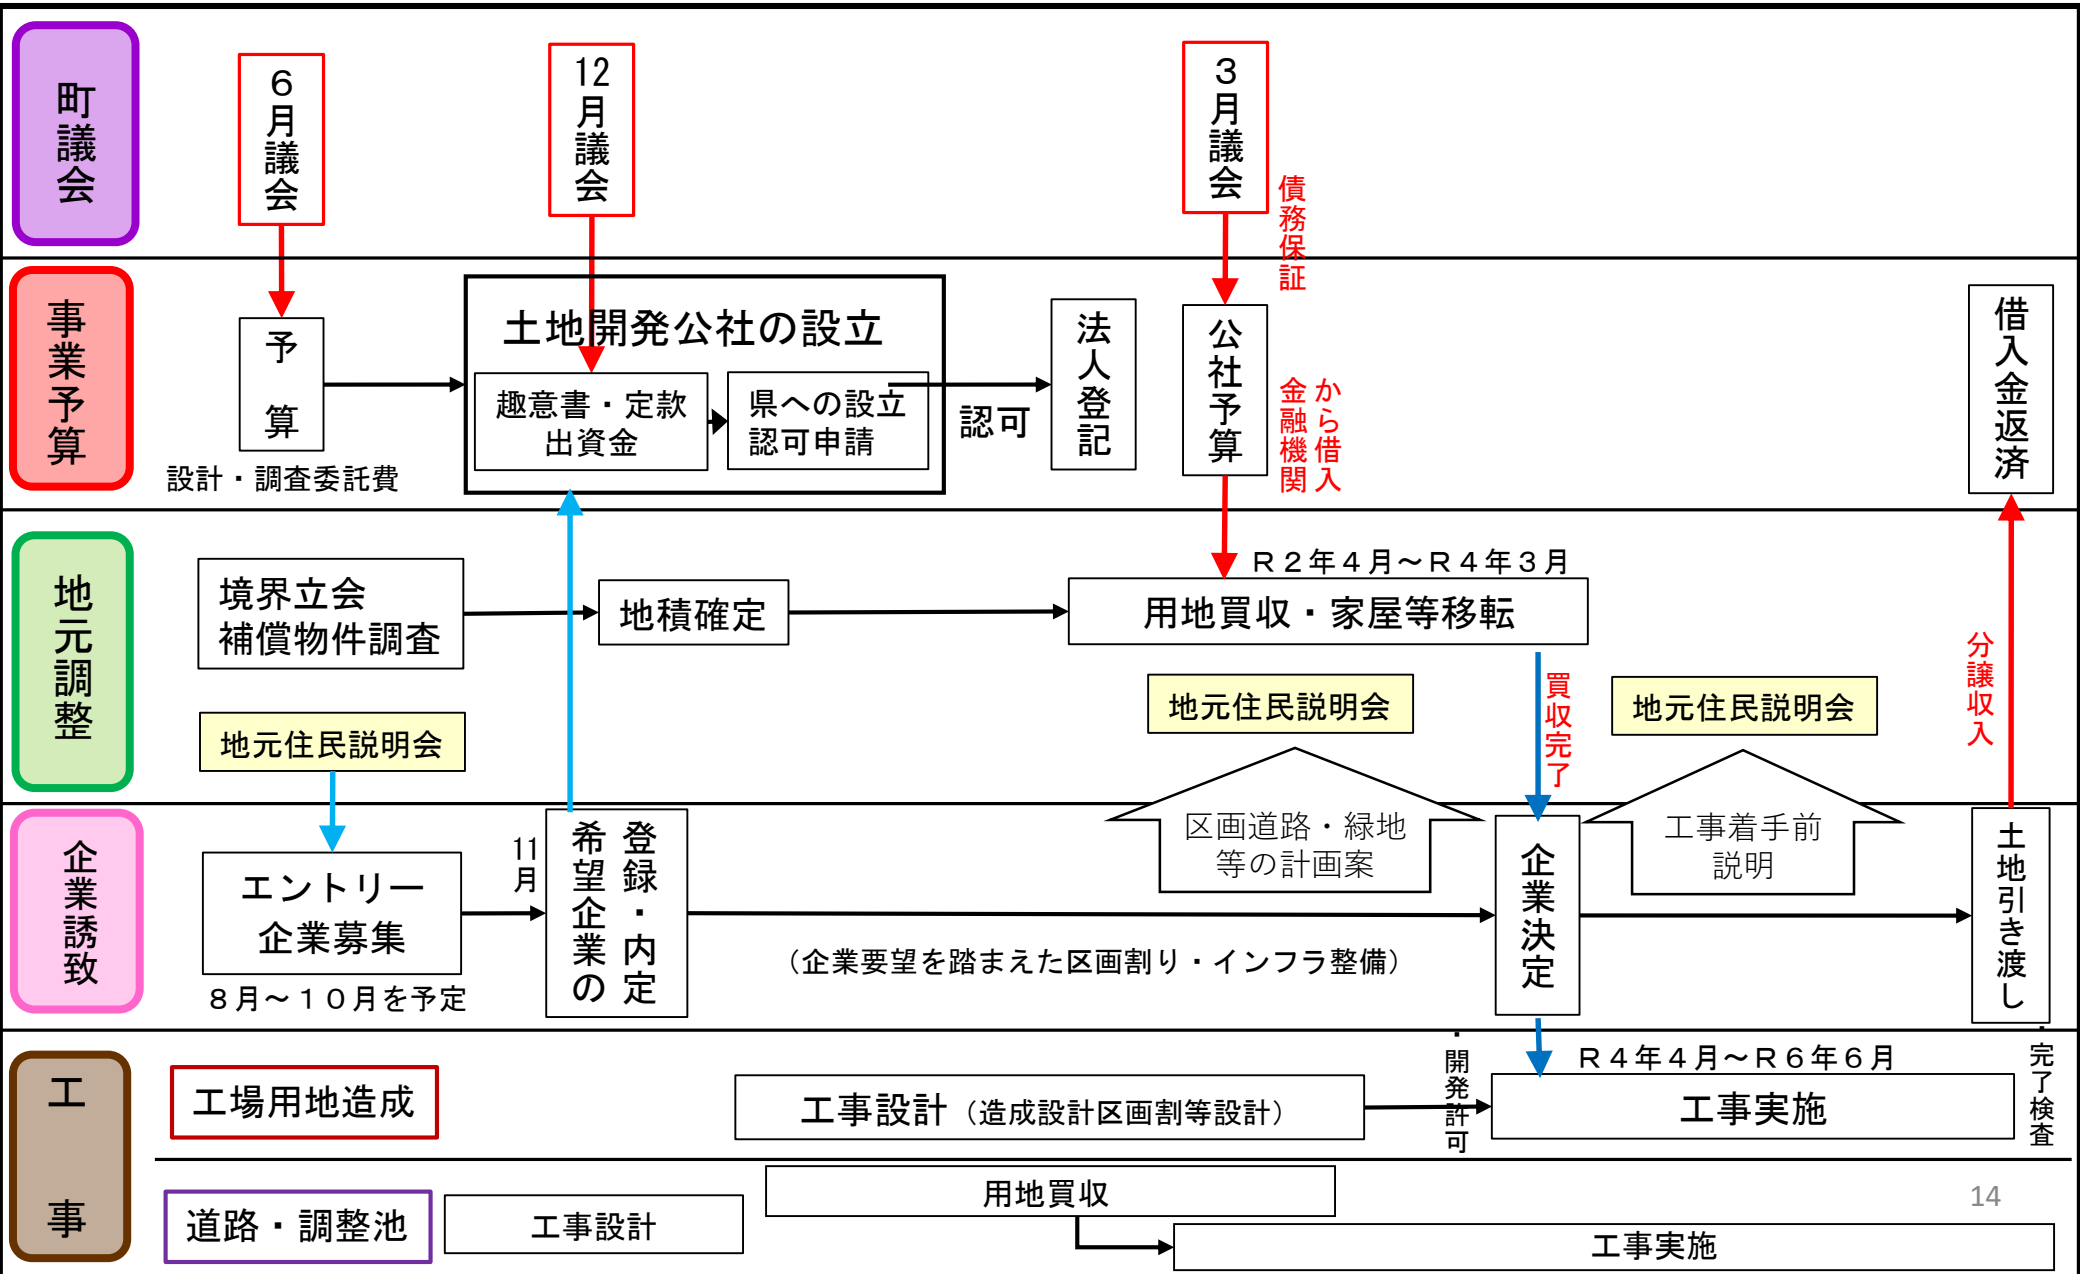 町議会
６月議会
12月議会
３月議会
債務保証
事業予算
予算
設計・調査委託費
土地開発公社の設立
趣意書・定款
出資金
県への設立
認可申請
認可
法人登記
公社予算
金融機関
から借入
借入金返済
地元調整
境界立会
補償物件調査
地積確定
Ｒ２年４月～Ｒ４年３月
用地買収・家屋等移転
地元住民説明会
地元住民説明会
買収完了
地元住民説明会
分譲収入
企業誘致
エントリー
企業募集
８月～１０月を予定
11月
希望企業の
登録・内定
（企業要望を踏まえた区画割り・インフラ整備）
区画道路・緑地
等の計画案
企業決定
工事着手前
説明
土地引き渡し
工事
工場用地造成
工事設計（造成設計区画割等設計）
・開発許可
Ｒ４年４月～Ｒ６年６月
工事実施
・完了検査
道路・調整池
工事設計
用地買収
工事実施
14